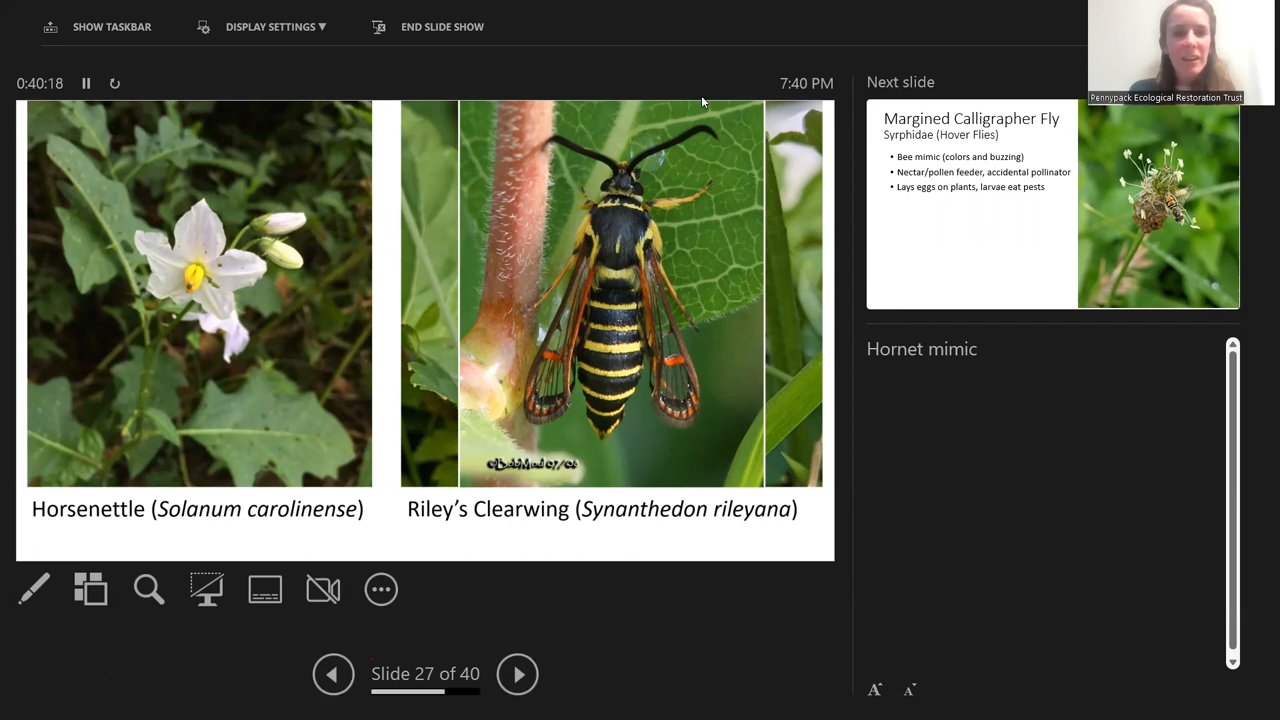 SHOW TASKBAR
DISPLAY SETTINGS ▼
END SLIDE SHOW
0:40:18
7:40 PM
Next slide
Pennypack Ecological Restoration Trust
Margined Calligrapher Fly
Syrphidae (Hover Flies)
• Bee mimic (colors and buzzing)
• Nectar/pollen feeder, accidental pollinator
• Lays eggs on plants, larvae eat pests
Hornet mimic
Horsenettle (Solanum carolinense)
Riley’s Clearwing (Synanthedon rileyana)
Slide 27 of 40
A A